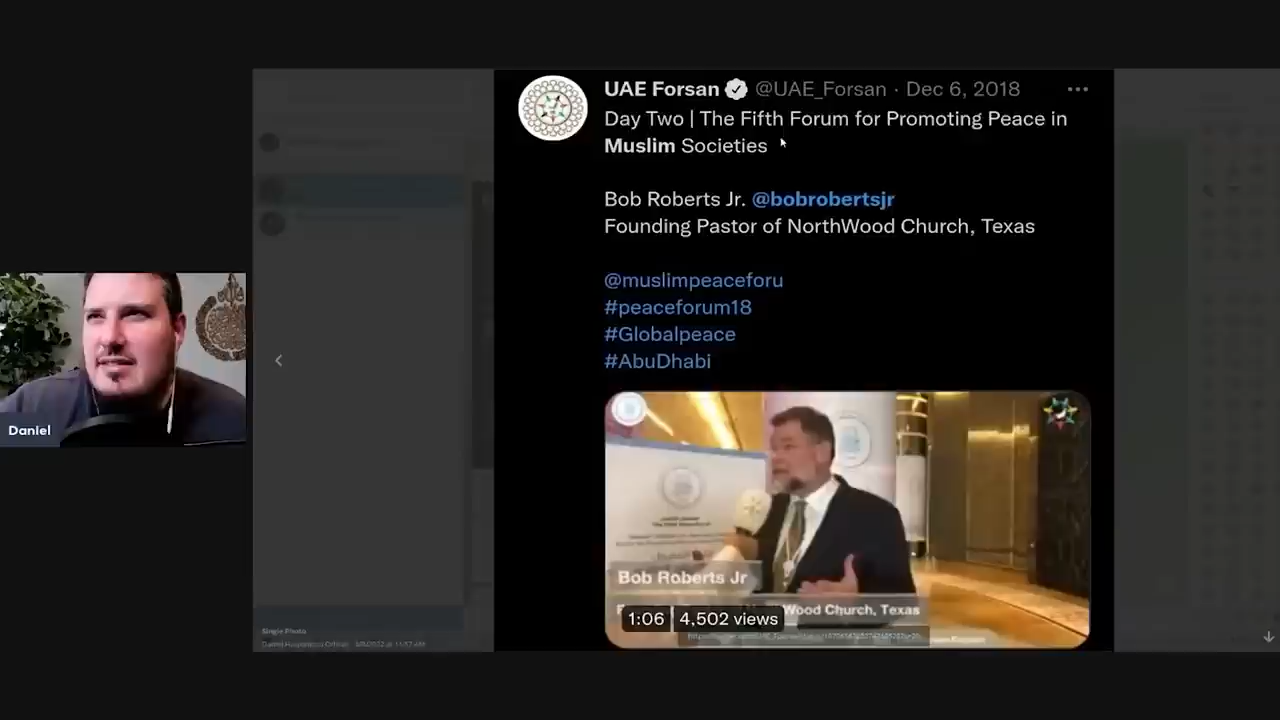 UAE Forsan @UAE_Forsan · Dec 6, 2018
Day Two | The Fifth Forum for Promoting Peace in
Muslim Societies
Bob Roberts Jr. @bobrobertsjr
Founding Pastor of NorthWood Church, Texas
@muslimpeaceforu
#peaceforum18
#Globalpeace
#AbuDhabi
Daniel
Bob Roberts Jr
Wood Church, Texas
1:06 4,502 views
Single Photo